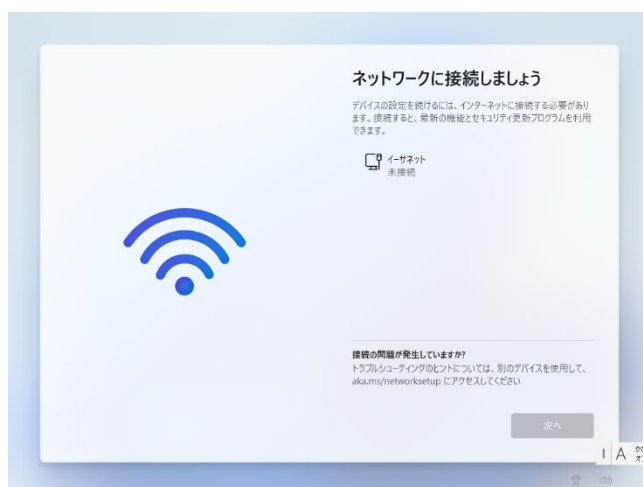 ネットワークに接続しましょう
デバイスの設定を続けるには、インターネットに接続する必要があり
ます。接続すると、最新の機能とセキュリティ更新プログラムを利用
できます。
イーサネット
未接続
接続の問題が発生していますか?
トラブルシューティングのヒントについては、別のデバイスを使用して、
aka.ms/networksetup にアクセスしてください
次へ
A